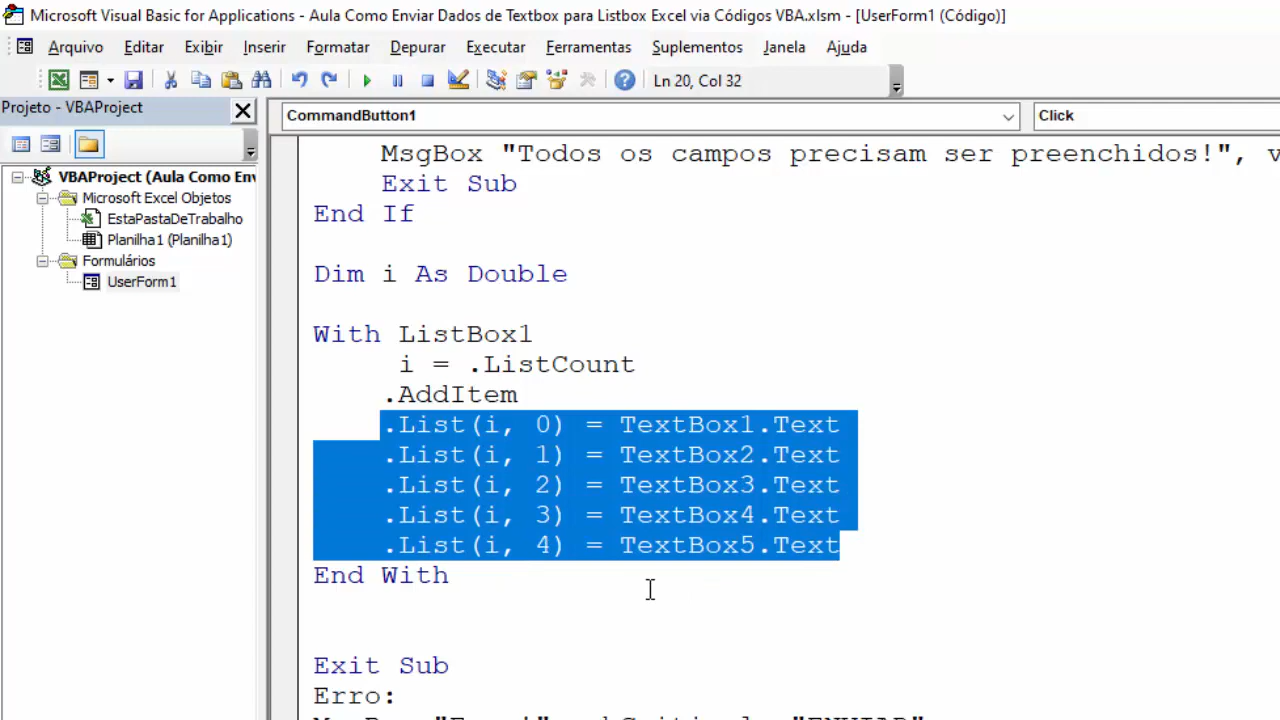 Microsoft Visual Basic for Applications - Aula Como Enviar Dados de Textbox para Listbox Excel via Códigos VBA.xlsm - [UserForm1 (Código)]
Arquivo Editar Exibir Inserir Formatar Depurar Executar Ferramentas Suplementos Janela Ajuda
Ln 20, Col 32
Projeto - VBAProject
CommandButton1 Click
VBAProject (Aula Como Env
Microsoft Excel Objetos
EstaPastaDeTrabalho
Planilha1 (Planilha1)
Formulários
UserForm1
MsgBox "Todos os campos precisam ser preenchidos!", v
Exit Sub
End If
Dim i As Double
With ListBox1
i = .ListCount
.AddItem
.List(i, 0) = TextBox1.Text
.List(i, 1) = TextBox2.Text
.List(i, 2) = TextBox3.Text
.List(i, 3) = TextBox4.Text
.List(i, 4) = TextBox5.Text
End With
Exit Sub
Erro: